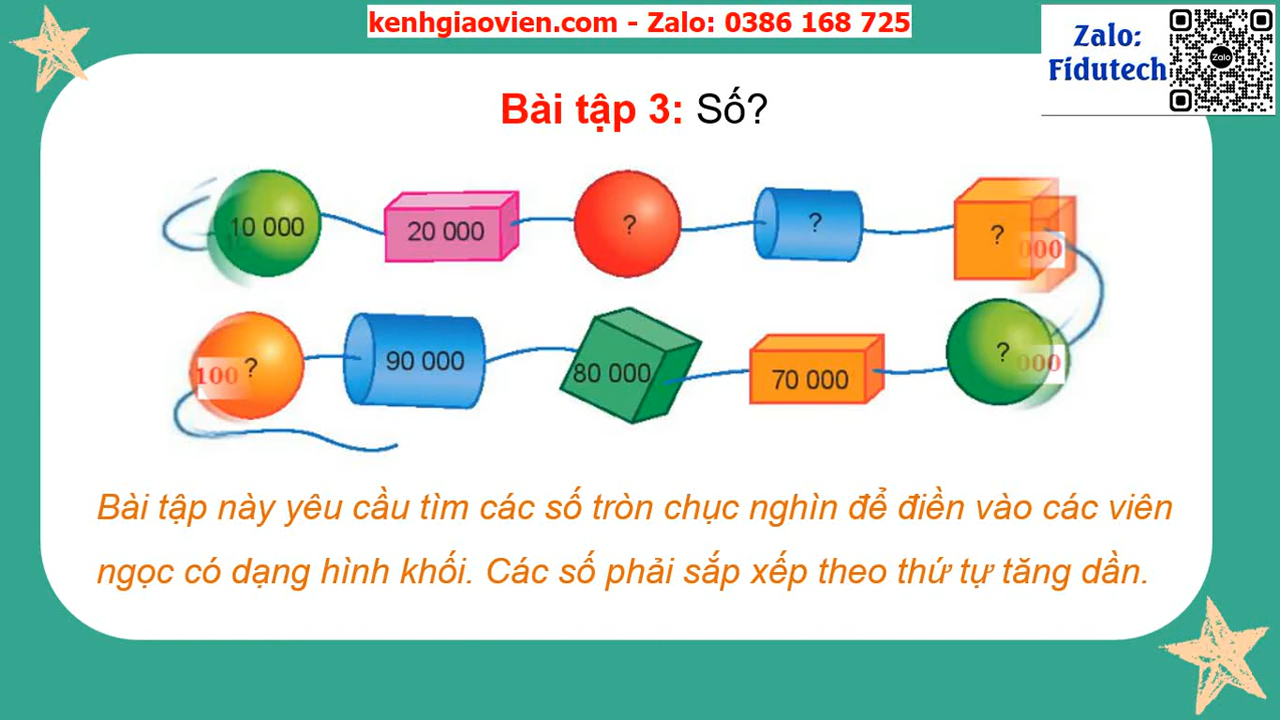 kenhgiaovien.com - Zalo: 0386 168 725
Zalo:
Fidutech
Zalo
Bài tập 3: Số?
10 000
20 000
?
?
?
000
100
?
90 000
80 000
70 000
?
000
Bài tập này yêu cầu tìm các số tròn chục nghìn để điền vào các viên
ngọc có dạng hình khối. Các số phải sắp xếp theo thứ tự tăng dần.